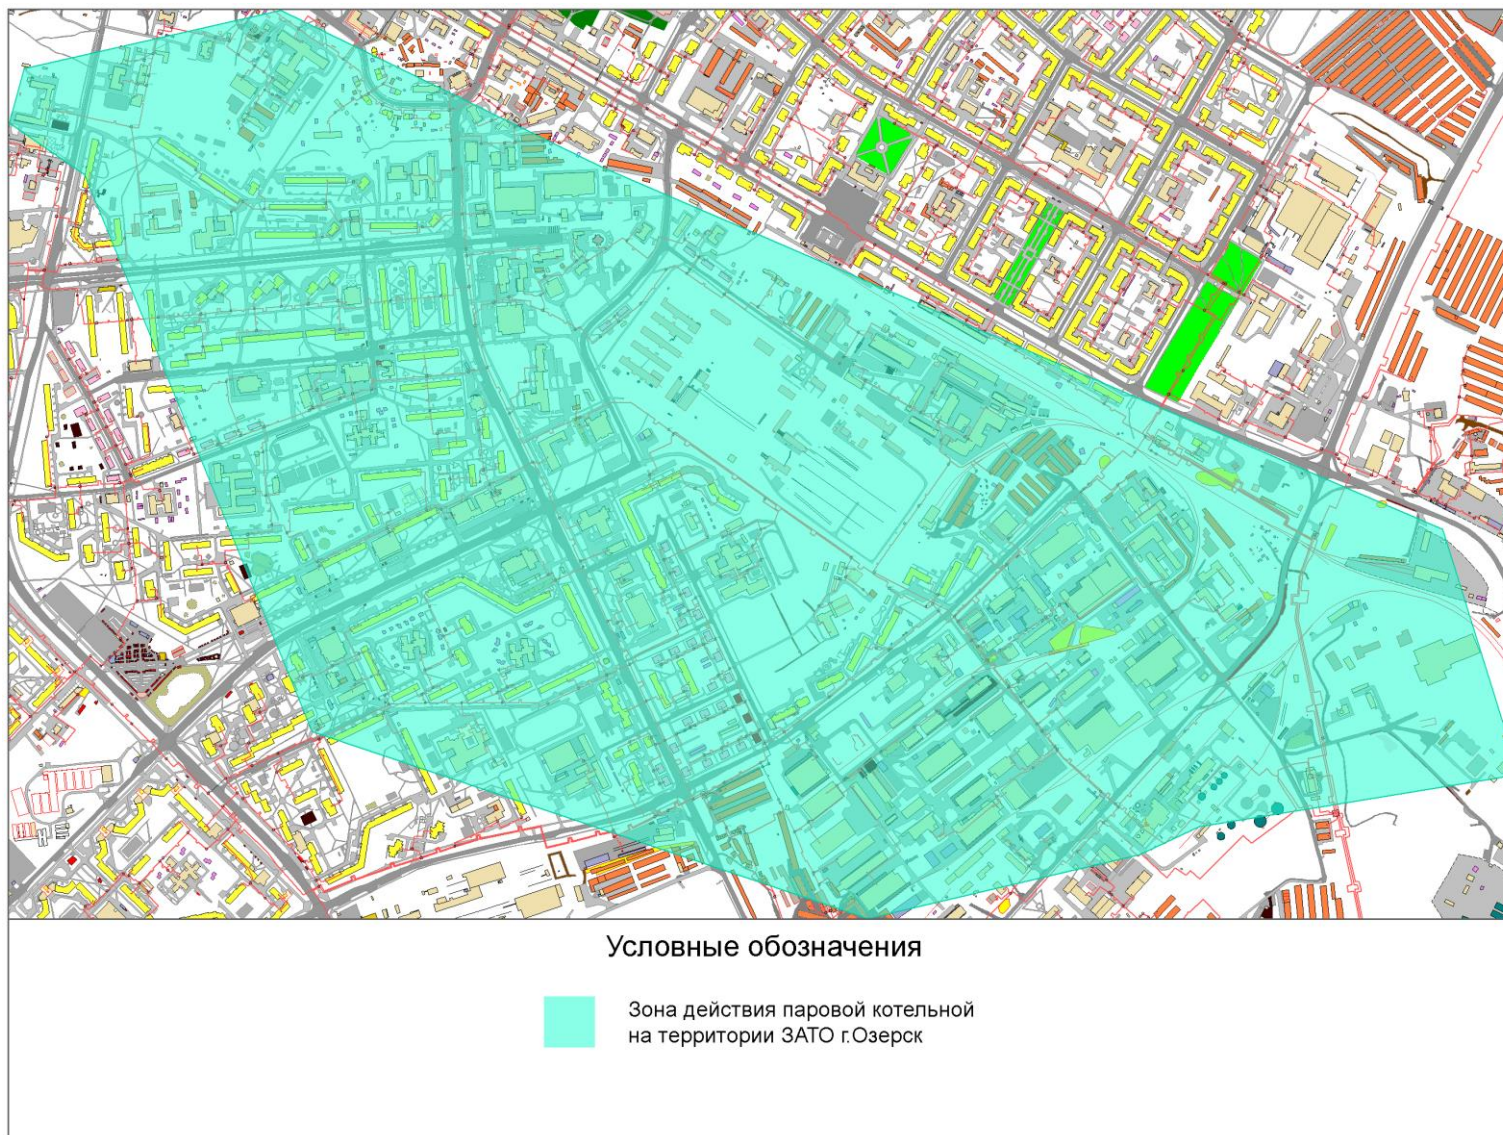 Условные обозначения
Зона действия паровой котельной
на территории ЗАТО г.Озерск